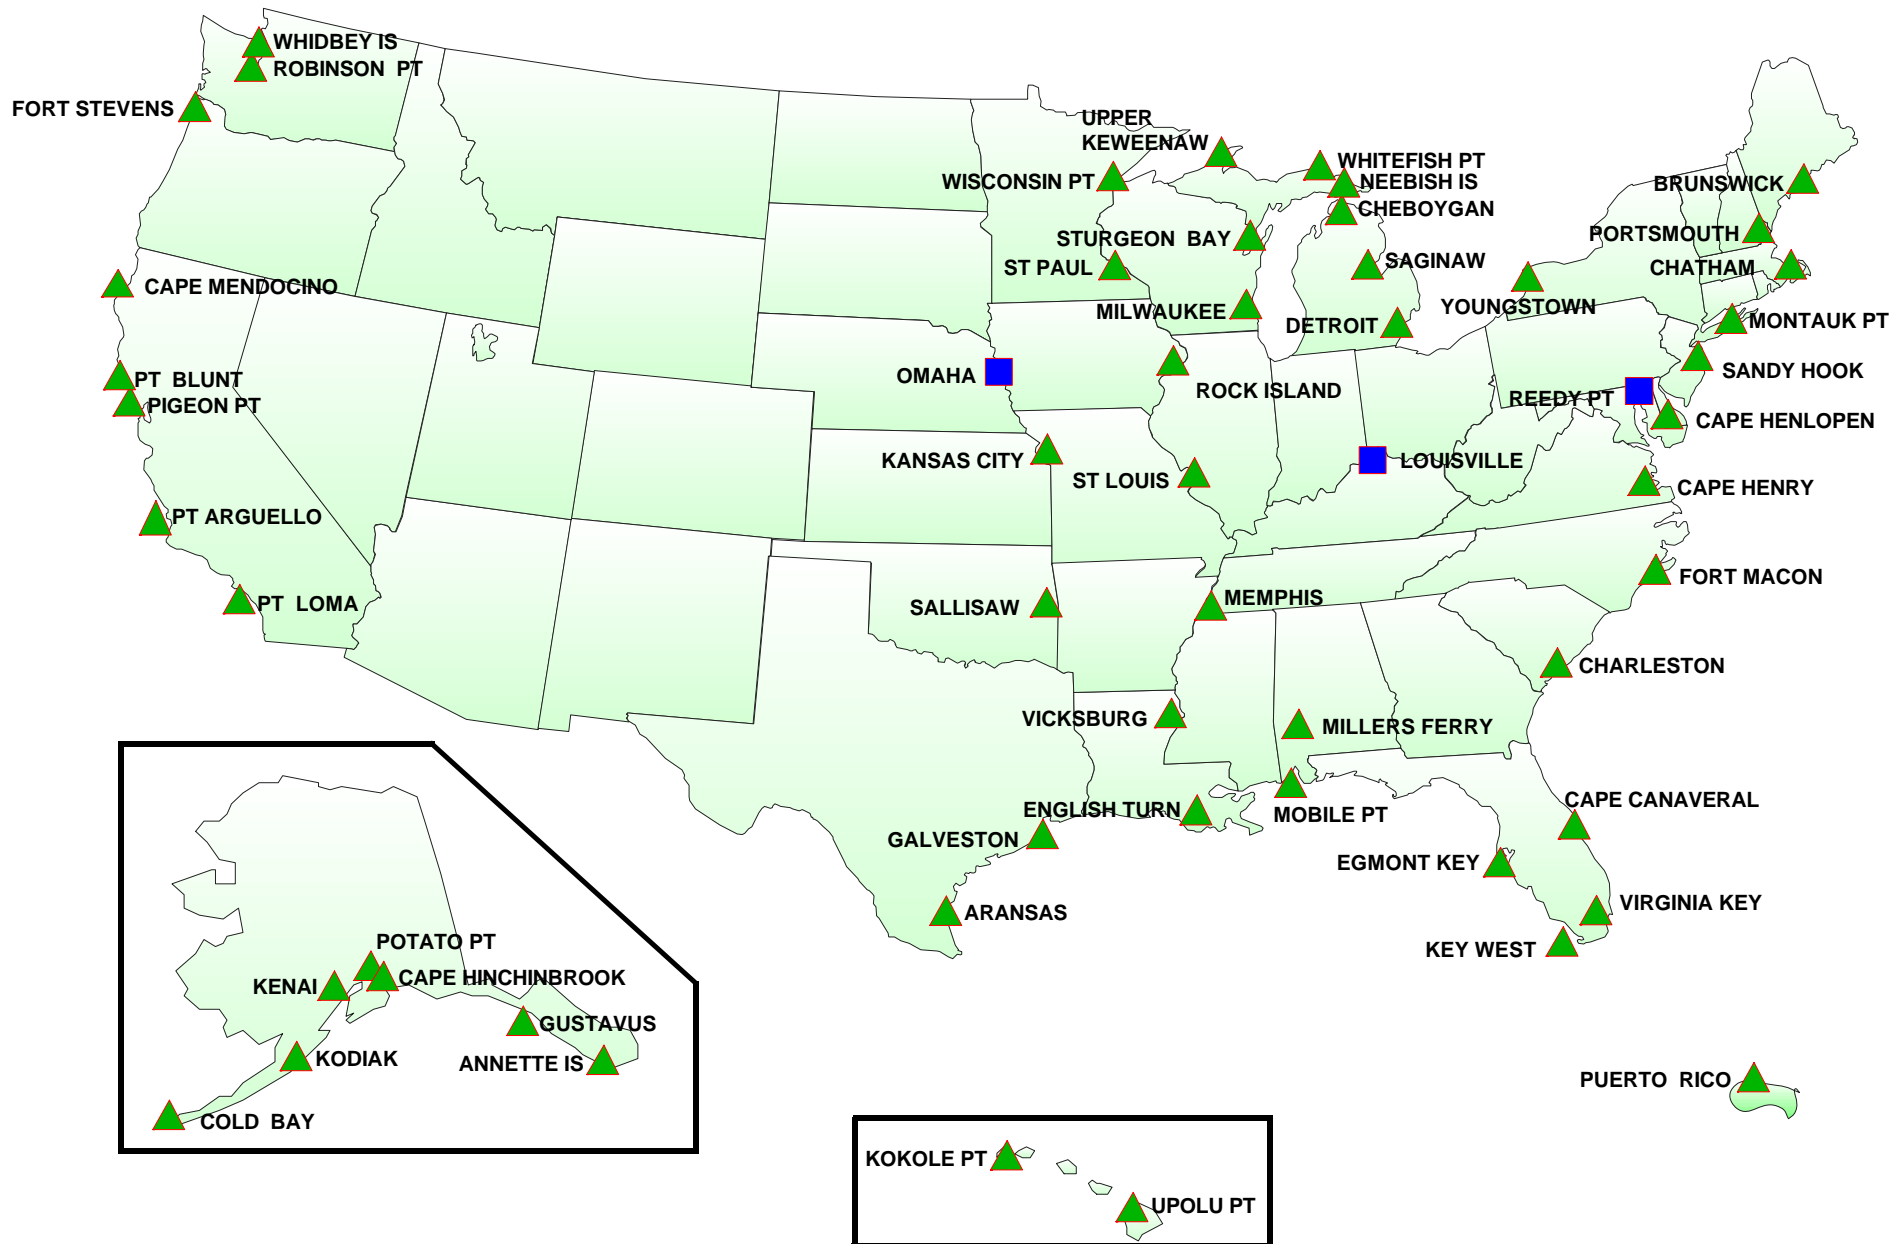 WHIDBEY IS
ROBINSON PT
FORT STEVENS
UPPER
KEWEENAW
WHITEFISH PT
WISCONSIN PT
NEEBISH IS
BRUNSWICK
CHEBOYGAN
PORTSMOUTH
STURGEON BAY
SAGINAW
ST PAUL
CHATHAM
CAPE MENDOCINO
YOUNGSTOWN
MILWAUKEE
DETROIT
MONTAUK PT
SANDY HOOK
OMAHA
PT BLUNT
ROCK ISLAND
REEDY PT
PIGEON PT
CAPE HENLOPEN
KANSAS CITY
LOUISVILLE
ST LOUIS
CAPE HENRY
PT ARGUELLO
FORT MACON
MEMPHIS
PT LOMA
SALLISAW
CHARLESTON
VICKSBURG
MILLERS FERRY
CAPE CANAVERAL
ENGLISH TURN
MOBILE PT
GALVESTON
EGMONT KEY
VIRGINIA KEY
ARANSAS
POTATO PT
KEY WEST
CAPE HINCHINBROOK
KENAI
GUSTAVUS
KODIAK
ANNETTE IS
PUERTO RICO
COLD BAY
KOKOLE PT
UPOLU PT